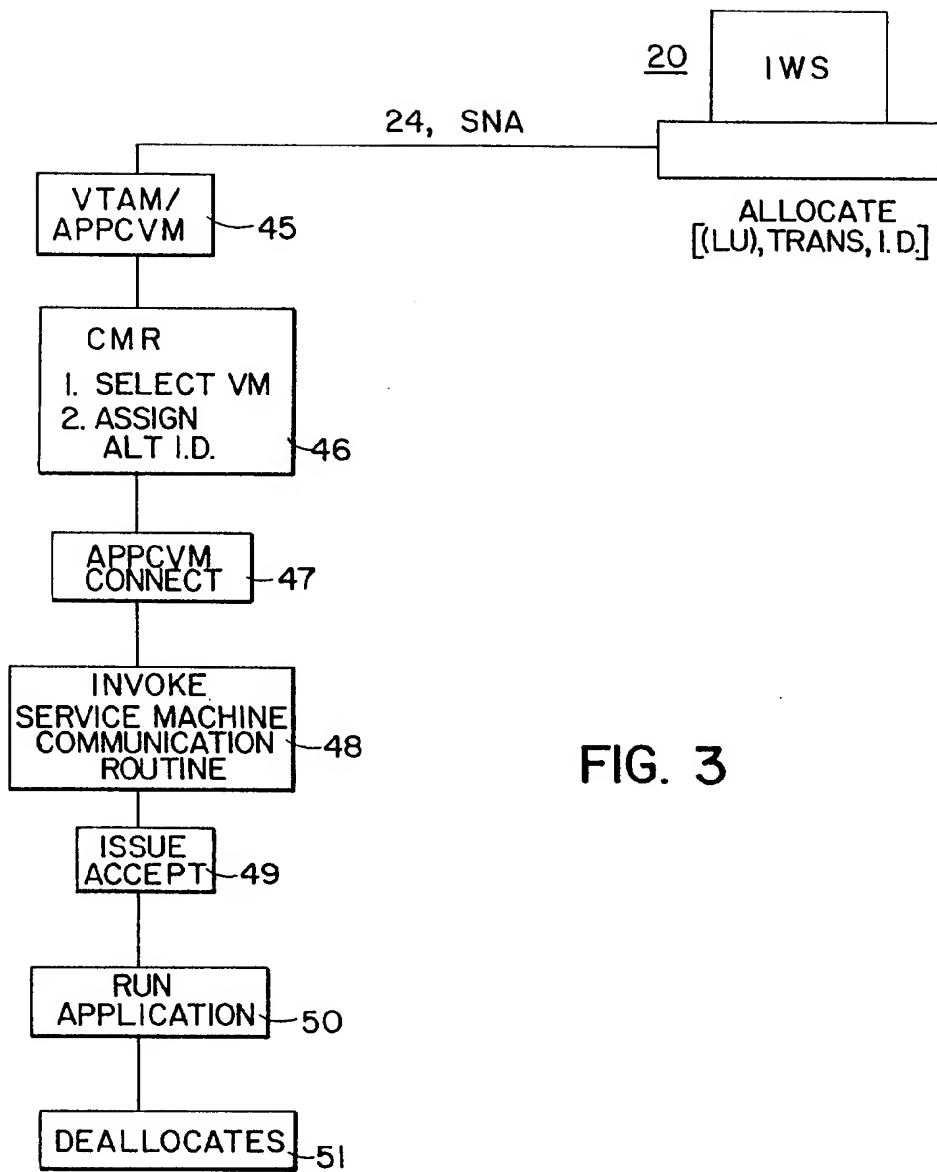 20
IWS
24, SNA
ALLOCATE
[(LU), TRANS, I.D.]
VTAM/
APPCVM
45
CMR
1. SELECT VM
2. ASSIGN
ALT I.D.
46
APPCVM
CONNECT
47
INVOKE
SERVICE MACHINE
COMMUNICATION
ROUTINE
48
ISSUE
ACCEPT
49
RUN
APPLICATION
50
DEALLOCATES
51
FIG. 3